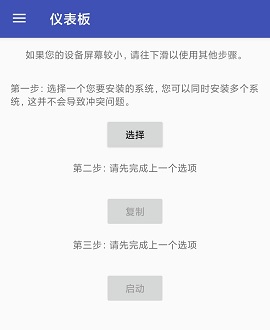 仪表板
如果您的设备屏幕较小，请往下滑以使用其他步骤。
第一步: 选择一个您要安装的系统, 您可以同时安装多个系
统, 这并不会导致冲突问题。
选择
第二步: 请先完成上一个选项
复制
第三步: 请先完成上一个选项
启动